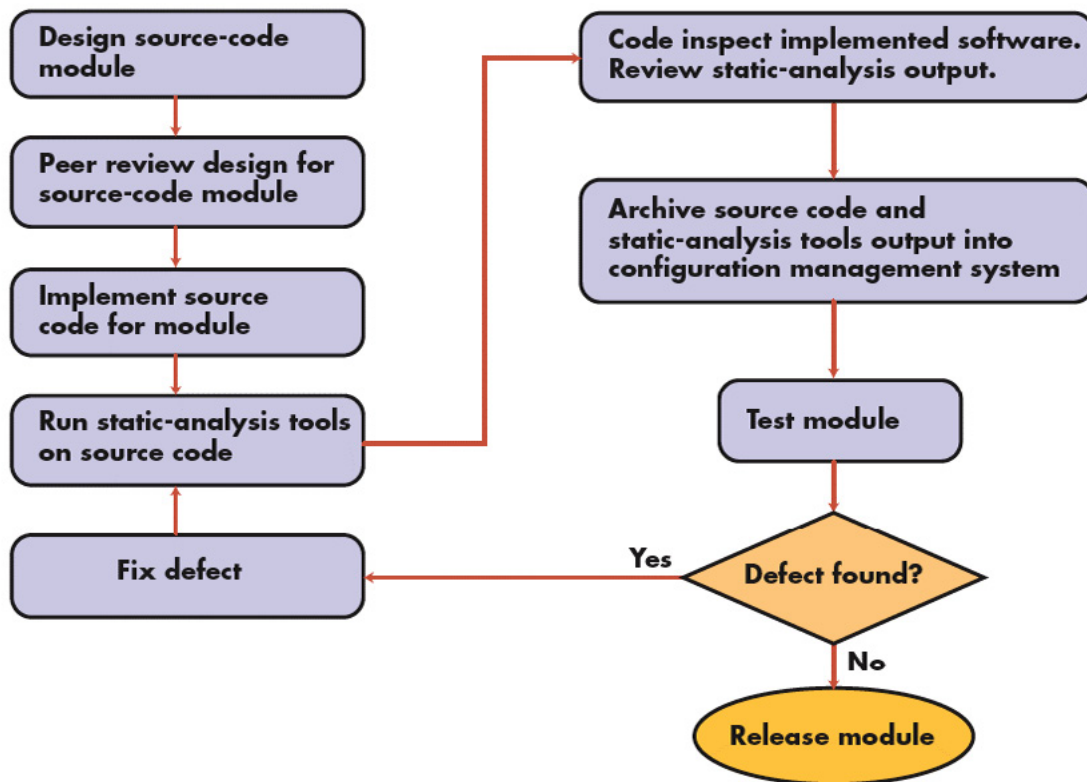 Design source-code
module
Peer review design for
source-code module
Implement source
code for module
Run static-analysis tools
on source code
Fix defect
Code inspect implemented software.
Review static-analysis output.
Archive source code and
static-analysis tools output into
configuration management system
Test module
Defect found?
Yes
No
Release module